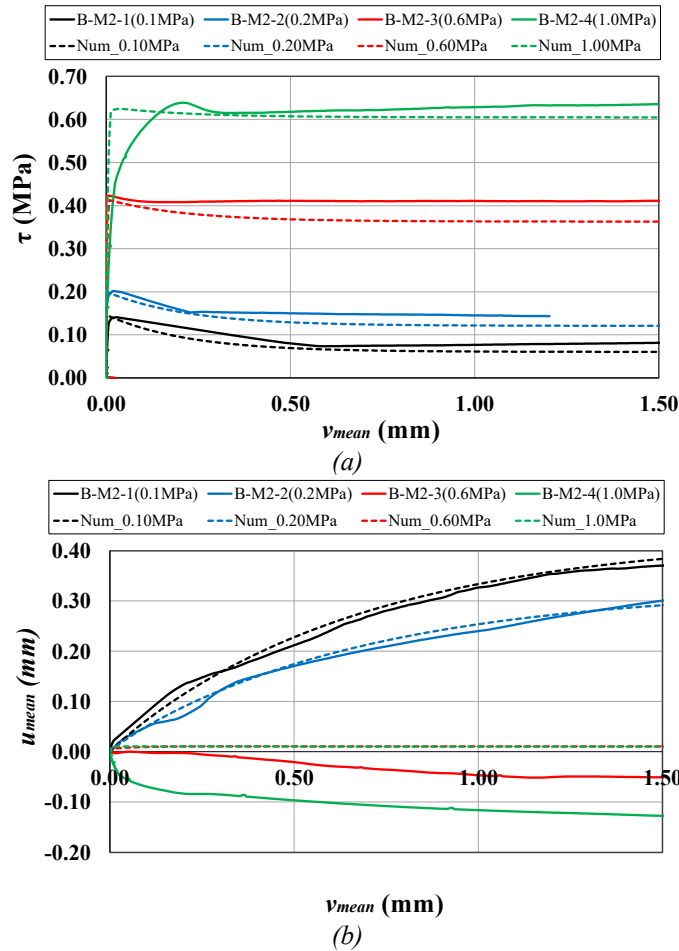 B-M2-1(0.1MPa) B-M2-2(0.2MPa) B-M2-3(0.6MPa) B-M2-4(1.0MPa)
Num_0.10MPa Num_0.20MPa Num_0.60MPa Num_1.00MPa
0.70
0.60
0.50
0.40
0.30
0.20
0.10
0.00
τ (MPa)
0.00 0.50 1.00 1.50
vmean (mm)
(a)
B-M2-1(0.1MPa) B-M2-2(0.2MPa) B-M2-3(0.6MPa) B-M2-4(1.0MPa)
Num_0.10MPa Num_0.20MPa Num_0.60MPa Num_1.0MPa
0.40
0.30
0.20
0.10
0.00
-0.10
-0.20
umean (mm)
0.00 0.50 1.00 1.50
vmean (mm)
(b)